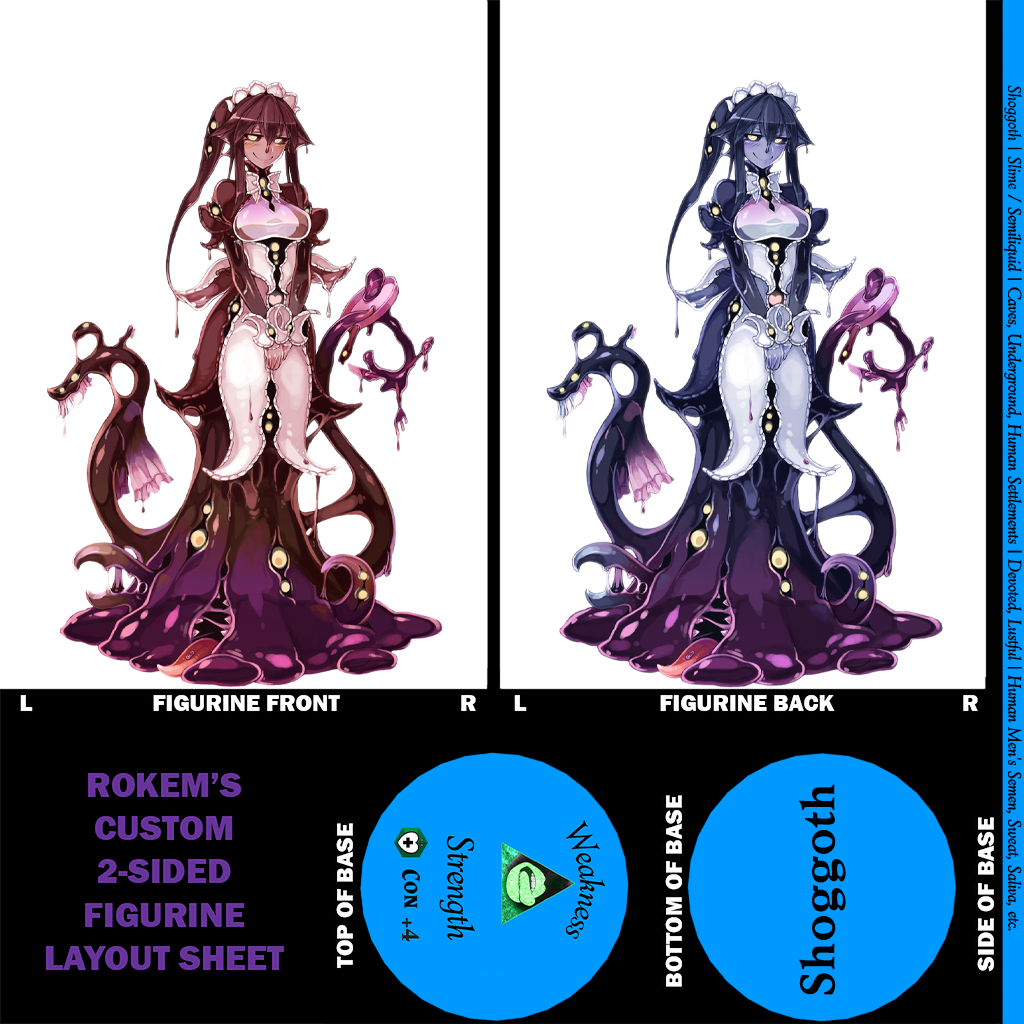 L
FIGURINE FRONT
R
L
FIGURINE BACK
R
ROKEM'S
CUSTOM
2-SIDED
FIGURINE
LAYOUT SHEET
TOP OF BASE
Weakness
Strength
CON +4
BOTTOM OF BASE
Shoggoth
SIDE OF BASE
Shoggoth | Slime / Semiliquid | Caves, Underground, Human Settlements | Devoted, Lustful | Human Men's Semen, Sweat, Saliva, etc.